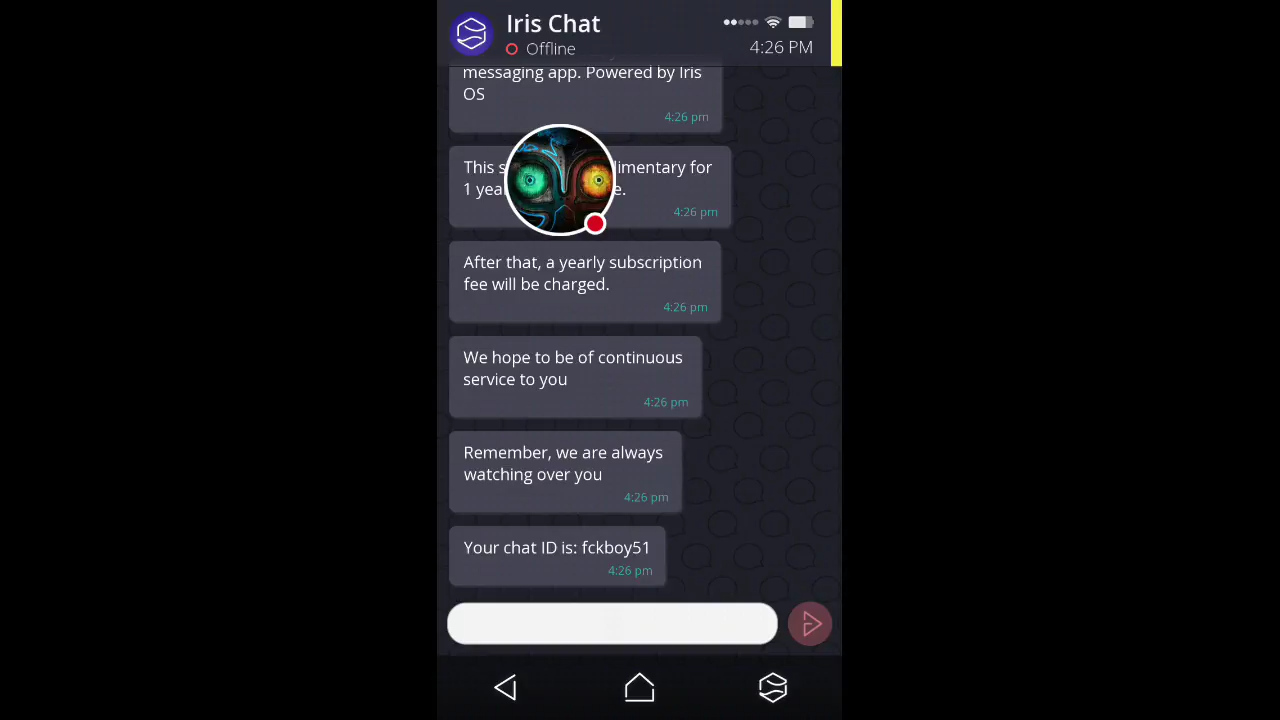 Iris Chat
Offline
4:26 PM
messaging app. Powered by Iris
OS
4:26 pm
This for
1
4:26 pm
After that, a yearly subscription
fee will be charged.
4:26 pm
We hope to be of continuous
service to you
4:26 pm
Remember, we are always
watching over you
4:26 pm
Your chat ID is: fckboy51
4:26 pm